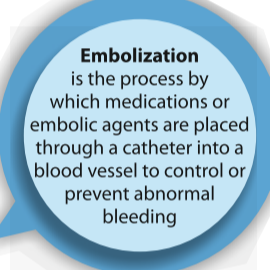 Embolization
is the process by
which medications or
embolic agents are placed
through a catheter into a
blood vessel to control or
prevent abnormal
bleeding